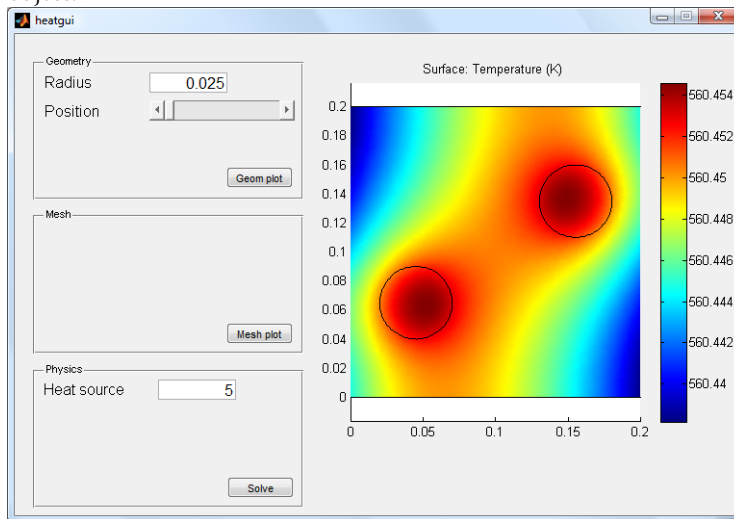 heatgui
Geometry
Radius 0.025
Position
Geom plot
Mesh
Mesh plot
Physics
Heat source 5
Solve
Surface: Temperature (K)
0.2
0.18
0.16
0.14
0.12
0.1
0.08
0.06
0.04
0.02
0
0 0.05 0.1 0.15 0.2
560.454
560.452
560.45
560.448
560.446
560.444
560.442
560.44